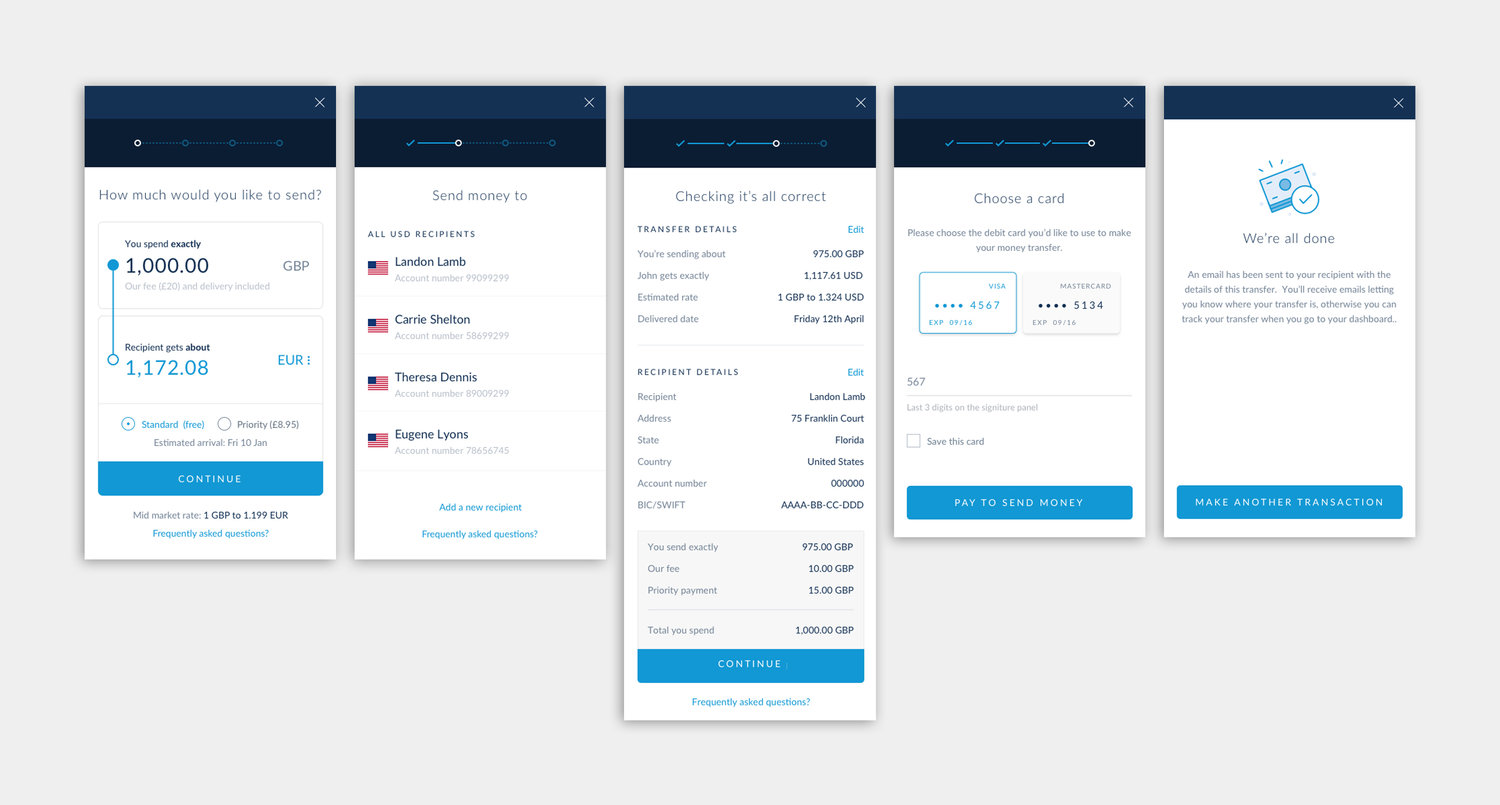 How much would you like to send?
You spend exactly
1,000.00 GBP
Our fee (£20) and delivery included
Recipient gets about
1,172.08 EUR
Standard (free) Priority (£8.95)
Estimated arrival: Fri 10 Jan
CONTINUE
Mid market rate: 1 GBP to 1.199 EUR
Frequently asked questions?
Send money to
ALL USD RECIPIENTS
Landon Lamb
Account number 99099299
Carrie Shelton
Account number 58699299
Theresa Dennis
Account number 89009299
Eugene Lyons
Account number 78656745
Add a new recipient
Frequently asked questions?
Checking it's all correct
TRANSFER DETAILS Edit
You're sending about 975.00 GBP
John gets exactly 1,117.61 USD
Estimated rate 1 GBP to 1.324 USD
Delivered date Friday 12th April
RECIPIENT DETAILS Edit
Recipient Landon Lamb
Address 75 Franklin Court
State Florida
Country United States
Account number 000000
BIC/SWIFT AAAA-BB-CC-DDD
You send exactly 975.00 GBP
Our fee 10.00 GBP
Priority payment 15.00 GBP
Total you spend 1,000.00 GBP
CONTINUE
Frequently asked questions?
Choose a card
Please choose the debit card you'd like to use to make
your money transfer.
VISA
•••• 4567
EXP 09/16
MASTERCARD
•••• 5134
EXP 09/16
567
Last 3 digits on the signiture panel
Save this card
PAY TO SEND MONEY
We're all done
An email has been sent to your recipient with the
details of this transfer. You'll receive emails letting
you know where your transfer is, otherwise you can
track your transfer when you go to your dashboard..
MAKE ANOTHER TRANSACTION